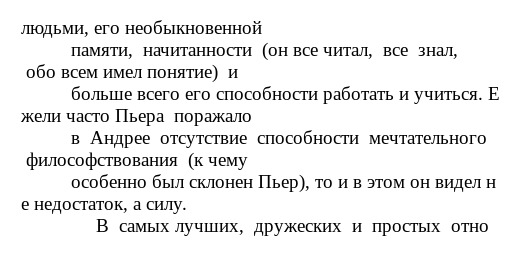 людьми, его необыкновенной
памяти, начитанности (он все читал, все знал,
обо всем имел понятие) и
больше всего его способности работать и учиться. Е
жели часто Пьера поражало
в Андрее отсутствие способности мечтательного
философствования (к чему
особенно был склонен Пьер), то и в этом он видел н
е недостаток, а силу.
В самых лучших, дружеских и простых отно